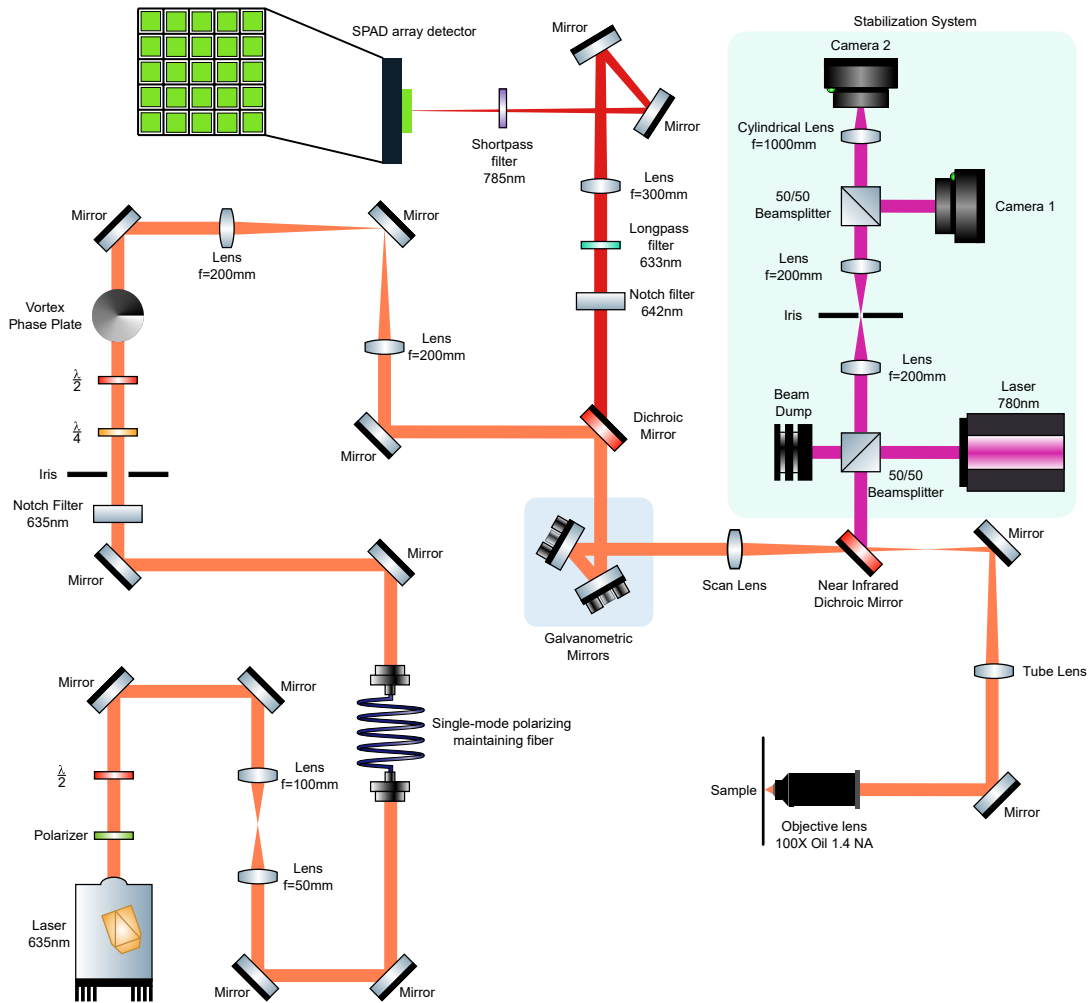 Stabilization System
SPAD array detector
Mirror
Camera 2
Mirror
Cylindrical Lens
f=1000mm
Shortpass
filter
785nm
Lens
f=300mm
50/50
Beamsplitter
Camera 1
Mirror
Mirror
Longpass
filter
633nm
Lens
f=200mm
Lens
f=200mm
Notch filter
642nm
Vortex
Phase Plate
Iris
Lens
f=200mm
Lens
f=200mm
λ
2
Beam
Dump
Laser
780nm
Dichroic
Mirror
λ
4
Mirror
Iris
50/50
Beamsplitter
Notch Filter
635nm
Mirror
Mirror
Mirror
Scan Lens
Near Infrared
Dichroic Mirror
Galvanometric
Mirrors
Mirror
Mirror
Tube Lens
Single-mode polarizing
maintaining fiber
λ
2
Lens
f=100mm
Sample
Mirror
Polarizer
Objective lens
100X Oil 1.4 NA
Lens
f=50mm
Laser
635nm
Mirror
Mirror